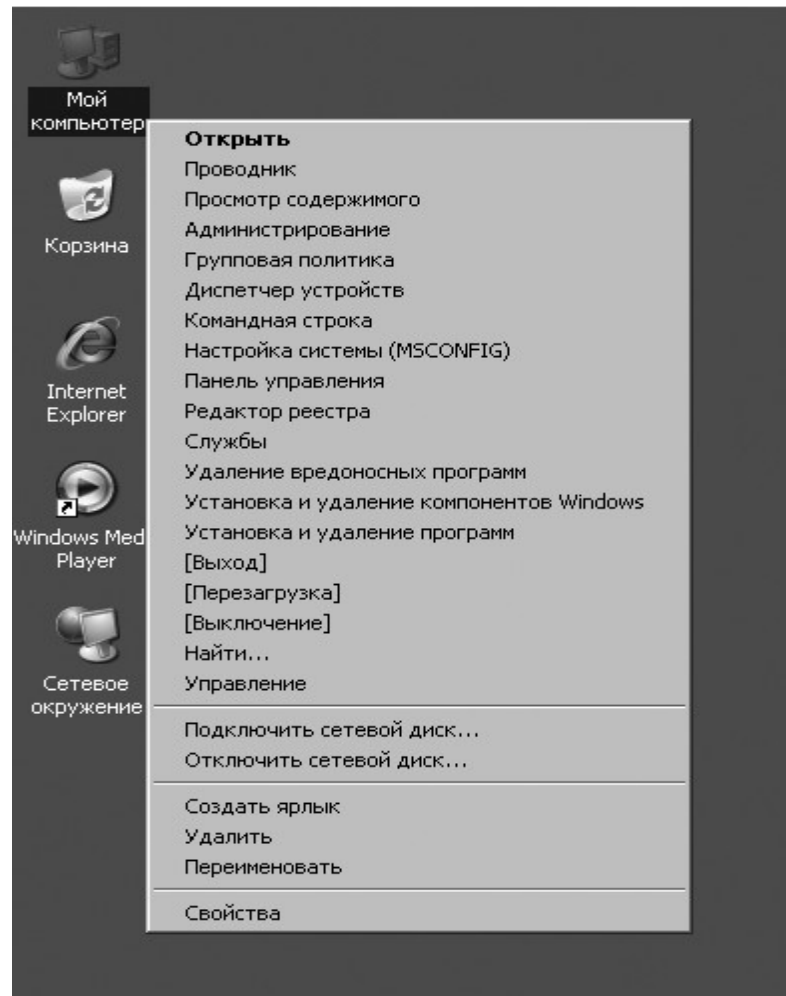 Мой
компьютер
Корзина
Internet
Explorer
Windows Med
Player
Сетевое
окружение
Открыть
Проводник
Просмотр содержимого
Администрирование
Групповая политика
Диспетчер устройств
Командная строка
Настройка системы (MSCONFIG)
Панель управления
Редактор реестра
Службы
Удаление вредоносных программ
Установка и удаление компонентов Windows
Установка и удаление программ
[Выход]
[Перезагрузка]
[Выключение]
Найти...
Управление
Подключить сетевой диск...
Отключить сетевой диск...
Создать ярлык
Удалить
Переименовать
Свойства